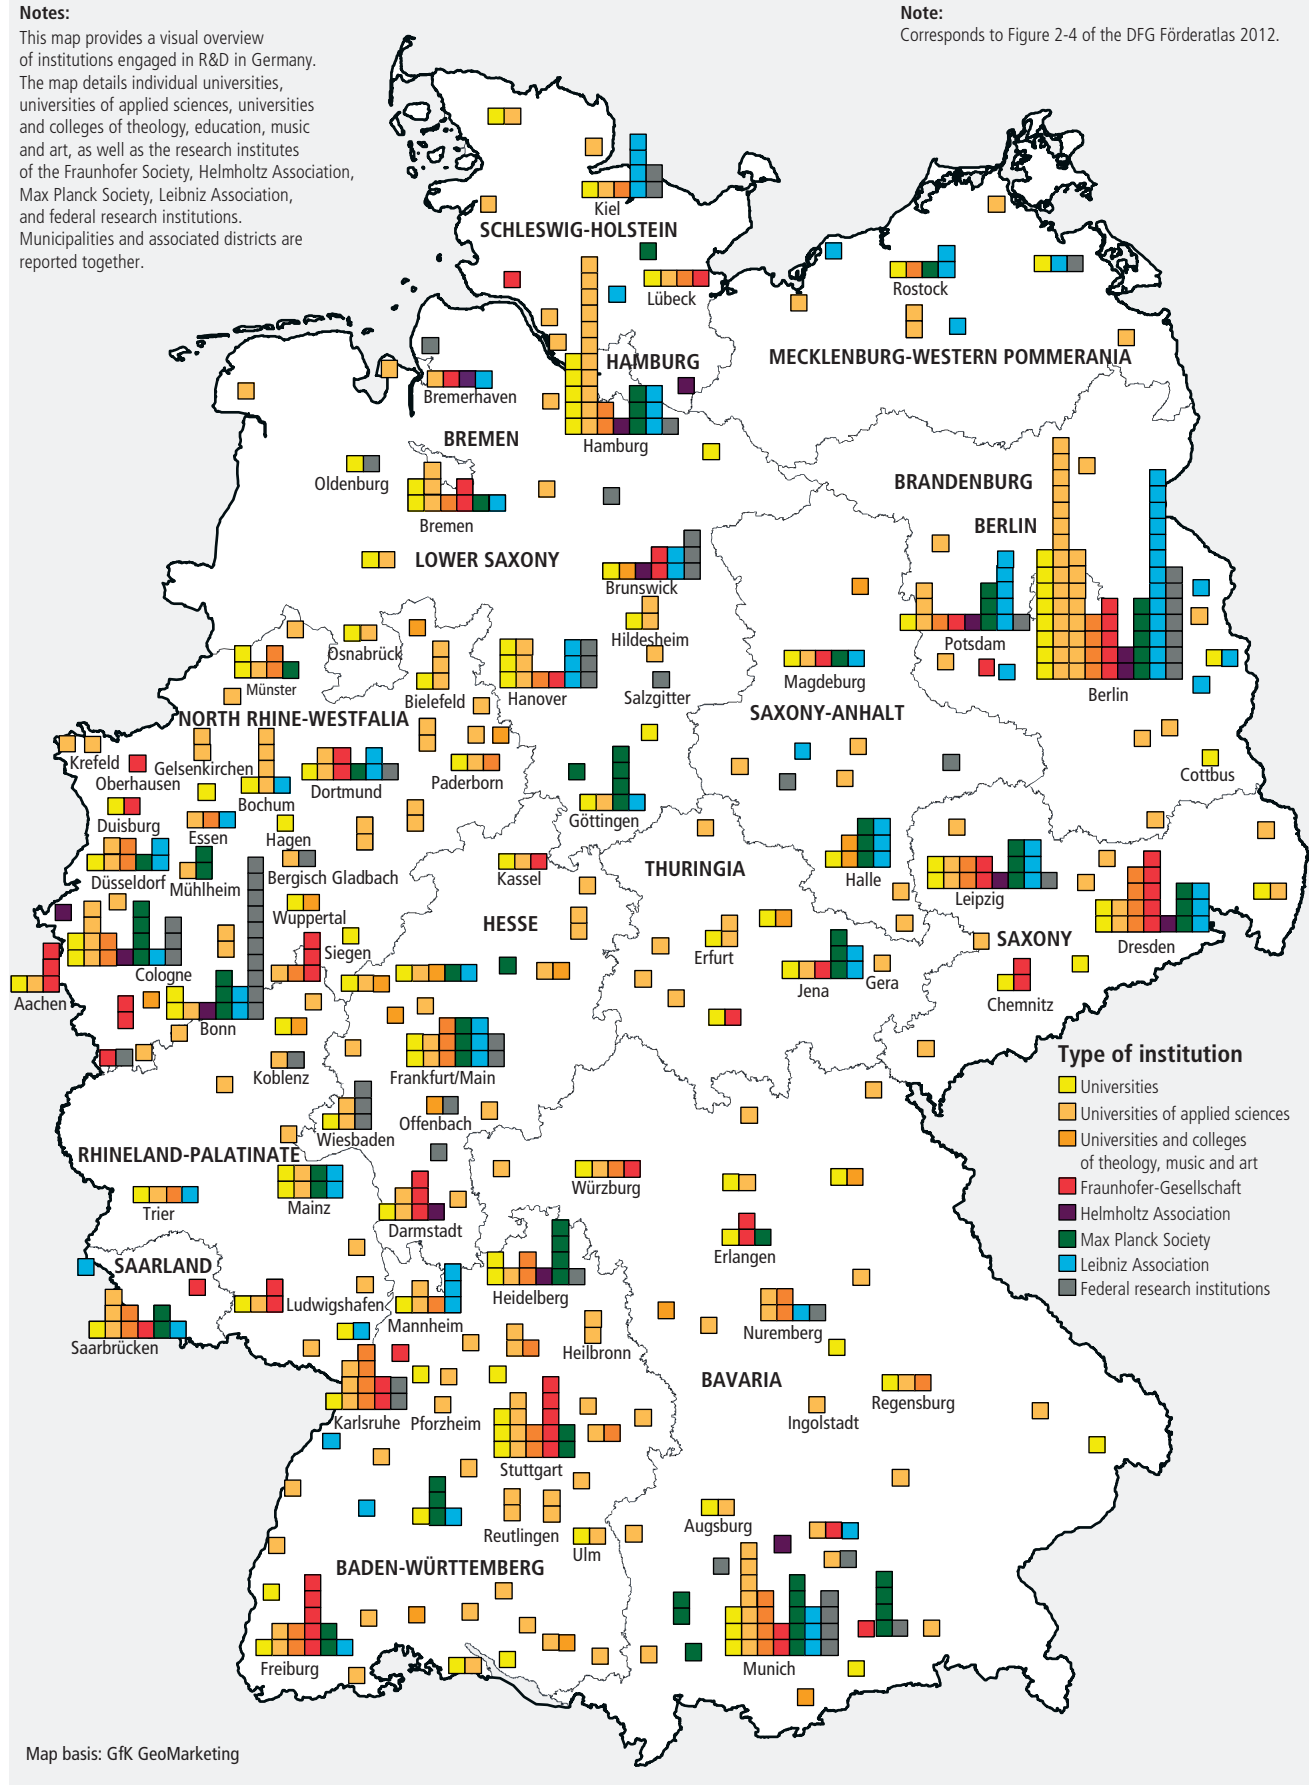 Notes:
This map provides a visual overview
of institutions engaged in R&D in Germany.
The map details individual universities,
universities of applied sciences, universities
and colleges of theology, education, music
and art, as well as the research institutes
of the Fraunhofer Society, Helmholtz Association,
Max Planck Society, Leibniz Association,
and federal research institutions.
Municipalities and associated districts are
reported together.
Note:
Corresponds to Figure 2-4 of the DFG Förderatlas 2012.
Kiel
SCHLESWIG-HOLSTEIN
Lübeck
Rostock
HAMBURG
MECKLENBURG-WESTERN POMMERANIA
Bremerhaven
Hamburg
BREMEN
Oldenburg
BRANDENBURG
Bremen
BERLIN
LOWER SAXONY
Brunswick
Hildesheim
Potsdam
Osnabrück
Münster
Bielefeld
Hanover
Salzgitter
Magdeburg
Berlin
NORTH RHINE-WESTFALIA
SAXONY-ANHALT
Krefeld
Oberhausen
Gelsenkirchen
Bochum
Dortmund
Paderborn
Cottbus
Duisburg
Essen
Hagen
Göttingen
Düsseldorf
Mühlheim
Bergisch Gladbach
Kassel
THURINGIA
Halle
Leipzig
Wuppertal
HESSE
Siegen
Erfurt
SAXONY
Dresden
Cologne
Aachen
Jena
Gera
Chemnitz
Bonn
Koblenz
Frankfurt/Main
Type of institution
Universities
Universities of applied sciences
Universities and colleges
of theology, music and art
Fraunhofer-Gesellschaft
Helmholtz Association
Max Planck Society
Leibniz Association
Federal research institutions
Offenbach
Wiesbaden
RHINELAND-PALATINATE
Trier
Mainz
Würzburg
Darmstadt
Erlangen
SAARLAND
Ludwigshafen
Heidelberg
Mannheim
Nuremberg
Saarbrücken
Heilbronn
BAVARIA
Karlsruhe
Pforzheim
Ingolstadt
Regensburg
Stuttgart
Reutlingen
Augsburg
Ulm
BADEN-WÜRTTEMBERG
Freiburg
Munich
Map basis: GfK GeoMarketing